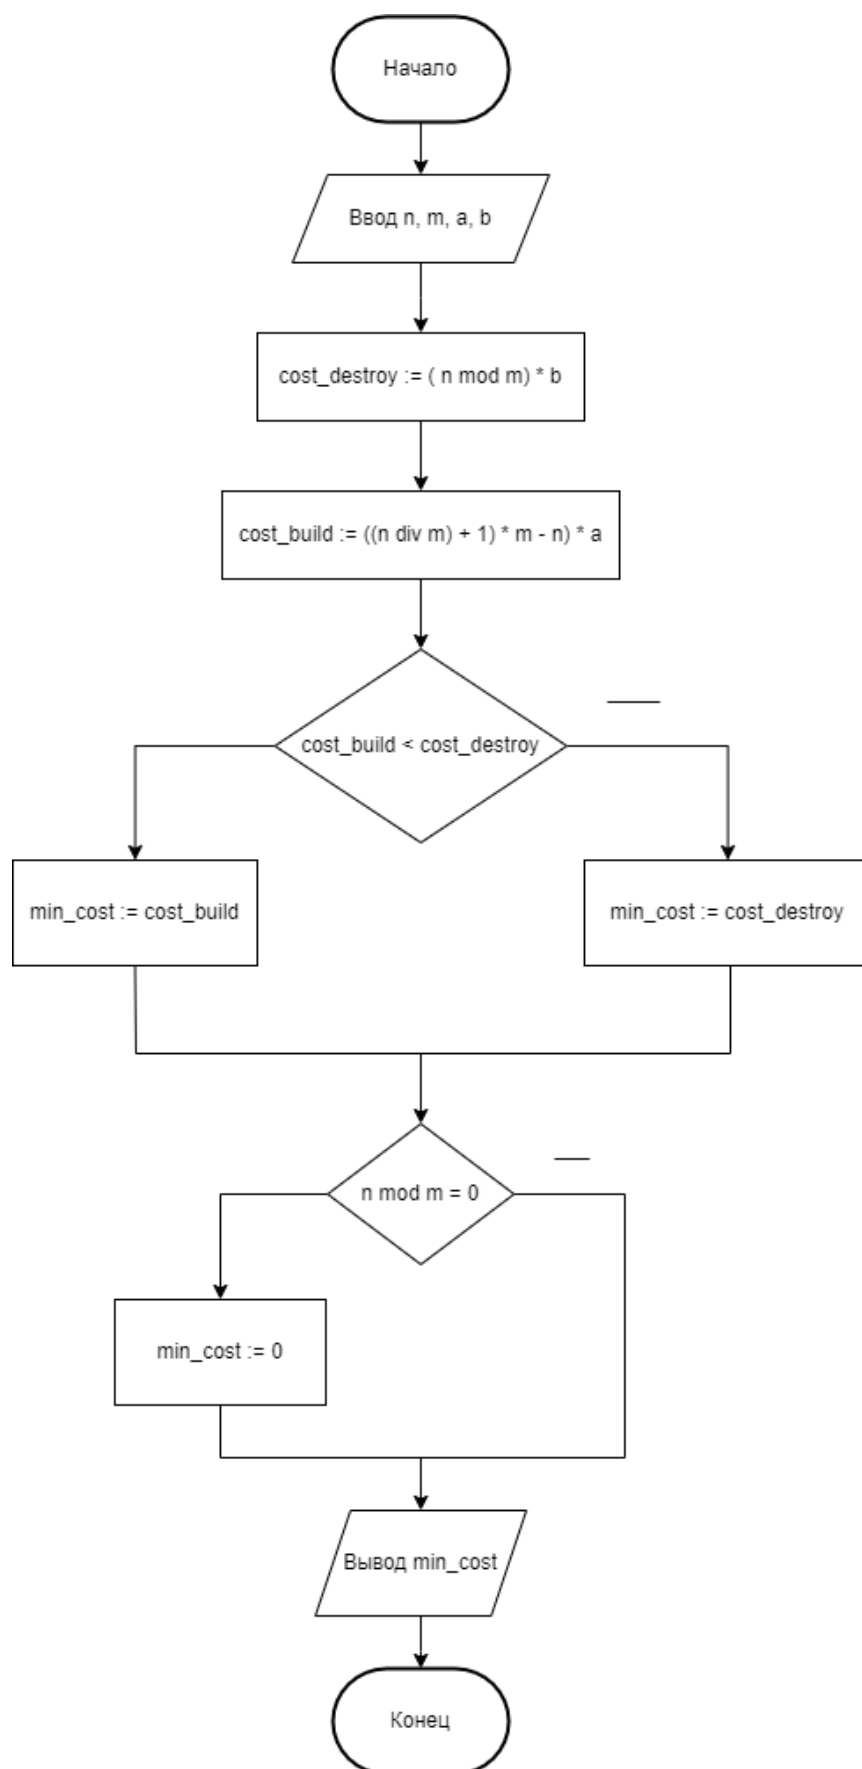 Начало
Ввод n, m, a, b
cost_destroy := ( n mod m) * b
cost_build := ((n div m) + 1) * m - n) * a
cost_build < cost_destroy
min_cost := cost_build
min_cost := cost_destroy
n mod m = 0
min_cost := 0
Вывод min_cost
Конец